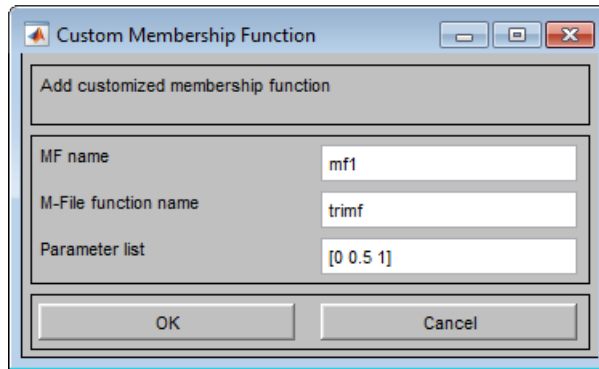 Custom Membership Function
Add customized membership function
MF name
mf1
M-File function name
trimf
Parameter list
[0 0.5 1]
OK
Cancel